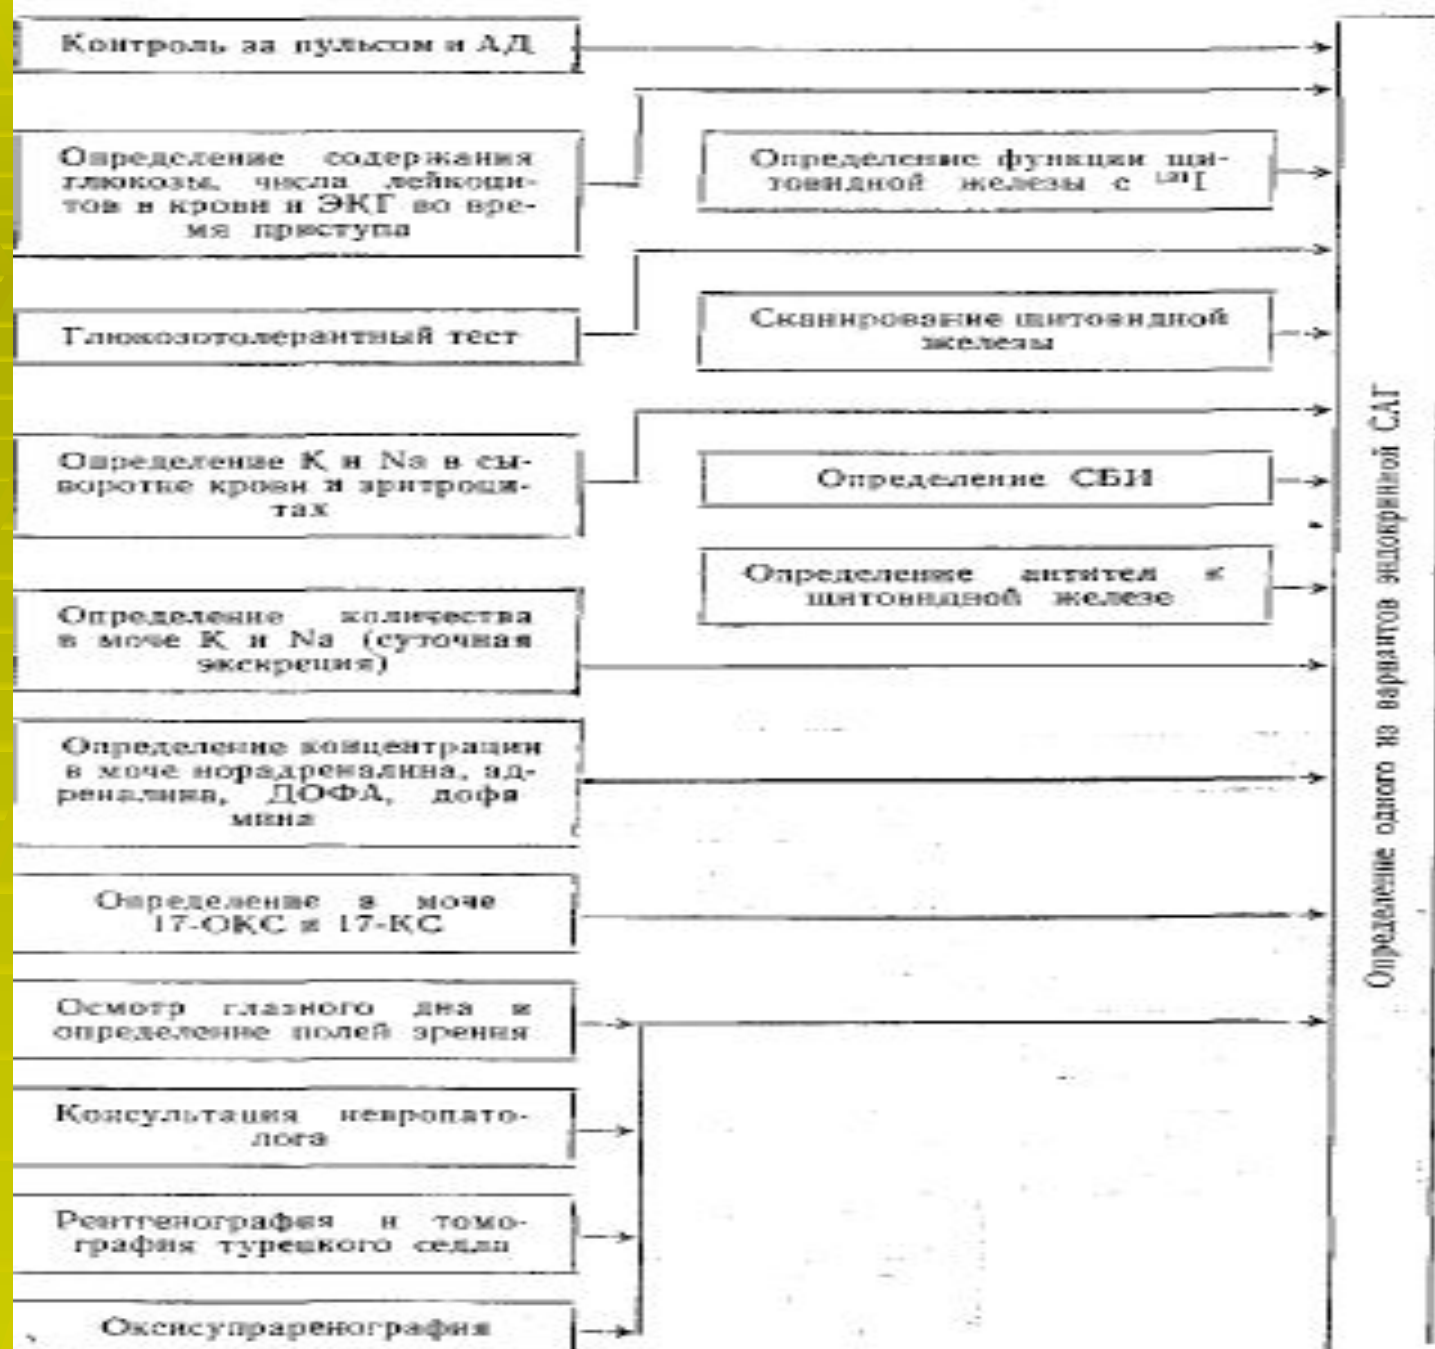 Контроль за пульсом и АД
Определение содержания
глюкозы, числа лейкоци-
тов в крови и ЭКГ во вре-
мя приступа
Глюкозотолерантный тест
Определение К и Na в сы-
воротке крови и эритроци-
тах
Определение количества
в моче К и Na (суточная
экскреция)
Определение концентрации
в моче норадреналина, ад-
реналина, ДОФА, дофа
мина
Определение в моче
17-ОКС и 17-КС
Осмотр глазного дна и
определение полей зрения
Консультация невропато-
лога
Рентгенография и томо-
графия турецкого седла
Оксисупраренография
Определение функции щи-
товидной железы с ¹³¹I
Сканирование щитовидной
железы
Определение СБИ
Определение антител к
щитовидной железе
Определение одного из вариантов эндокринной САГ